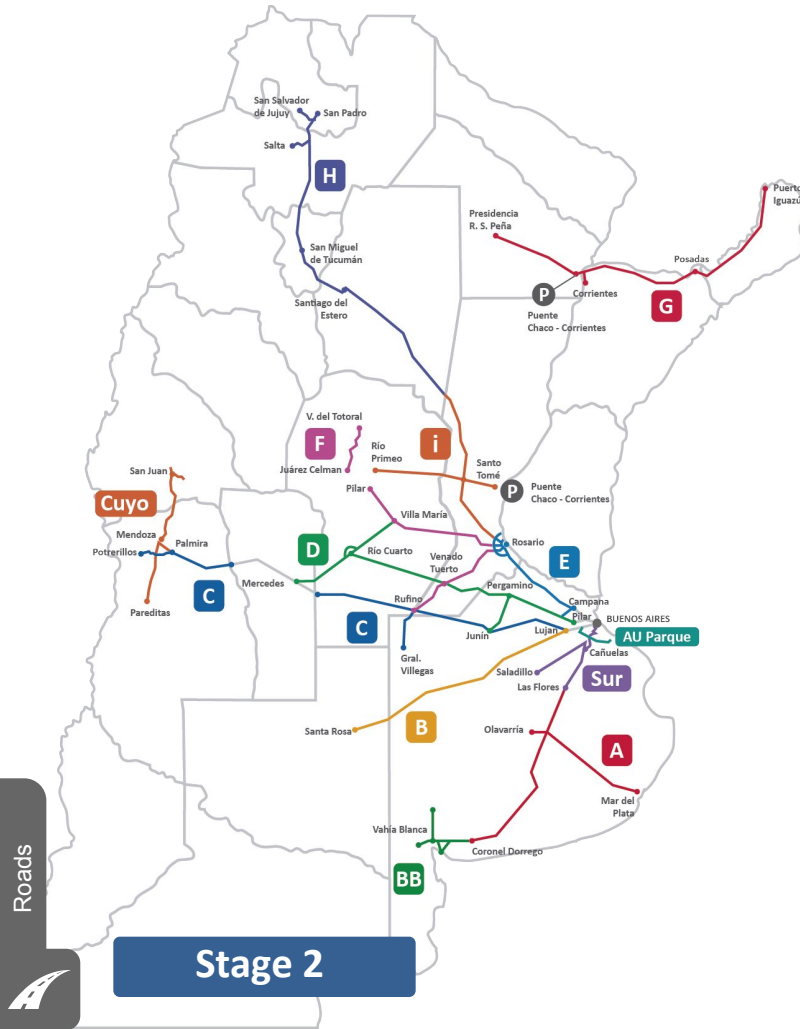 San Salvador
de Jujuy
San Padro
Salta
H
San Miguel
de Tucumán
Santiago del
Estero
Presidencia
R. S. Peña
Puerto
Iguazú
Posadas
P
Corrientes
Puente
Chaco - Corrientes
G
V. del Totoral
F
Río
Primeo
i
Juárez Celman
Santo
Tomé
P
Puente
Chaco - Corrientes
San Juan
Cuyo
Pilar
Villa María
Mendoza
Palmira
Potrerillos
D
Río Cuarto
Rosario
E
Venado
Tuerto
Mercedes
C
Pergamino
Pareditas
Rufino
Campana
Pilar
BUENOS AIRES
C
Junín
Lujan
AU Parque
Cañuelas
Gral.
Villegas
Saladillo
Sur
Las Flores
Santa Rosa
B
Olavarría
A
Mar del
Plata
Vahía Blanca
Coronel Dorrego
BB
Roads
Stage 2